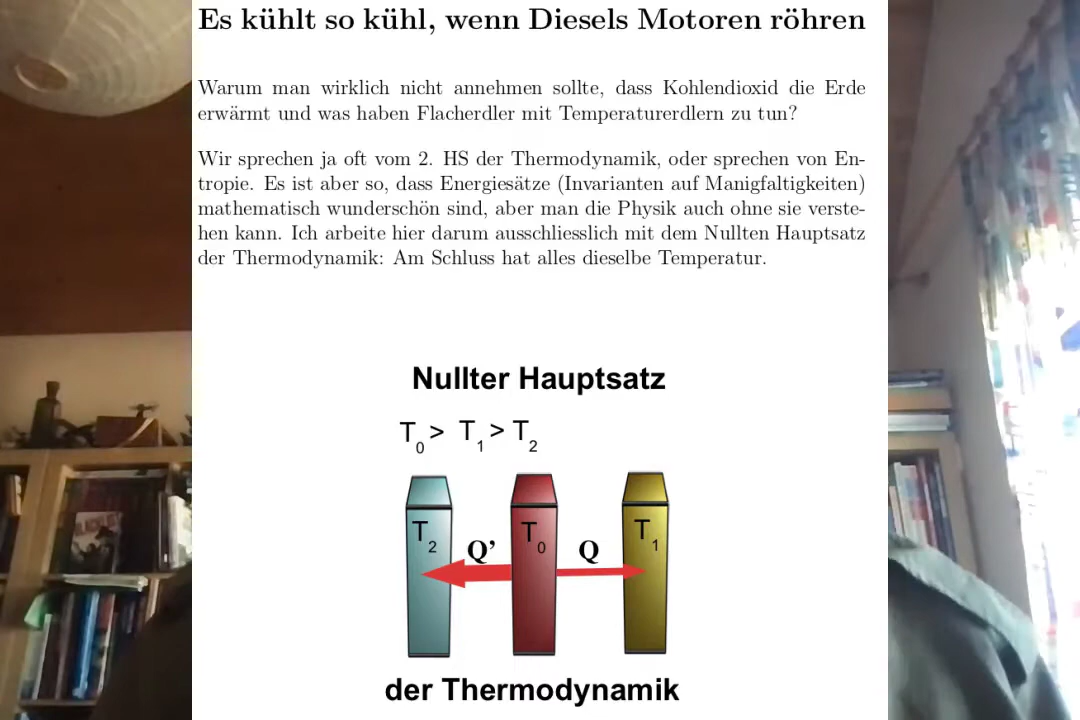 Es kühlt so kühl, wenn Diesels Motoren röhren
Warum man wirklich nicht annehmen sollte, dass Kohlendioxid die Erde
erwärmt und was haben Flacherdler mit Temperaturerdlern zu tun?
Wir sprechen ja oft vom 2. HS der Thermodynamik, oder sprechen von En-
tropie. Es ist aber so, dass Energiesätze (Invarianten auf Manigfaltigkeiten)
mathematisch wunderschön sind, aber man die Physik auch ohne sie verste-
hen kann. Ich arbeite hier darum ausschliesslich mit dem Nullten Hauptsatz
der Thermodynamik: Am Schluss hat alles dieselbe Temperatur.
Nullter Hauptsatz
T0 > T1 > T2
T2 Q’ T0 Q T1
der Thermodynamik